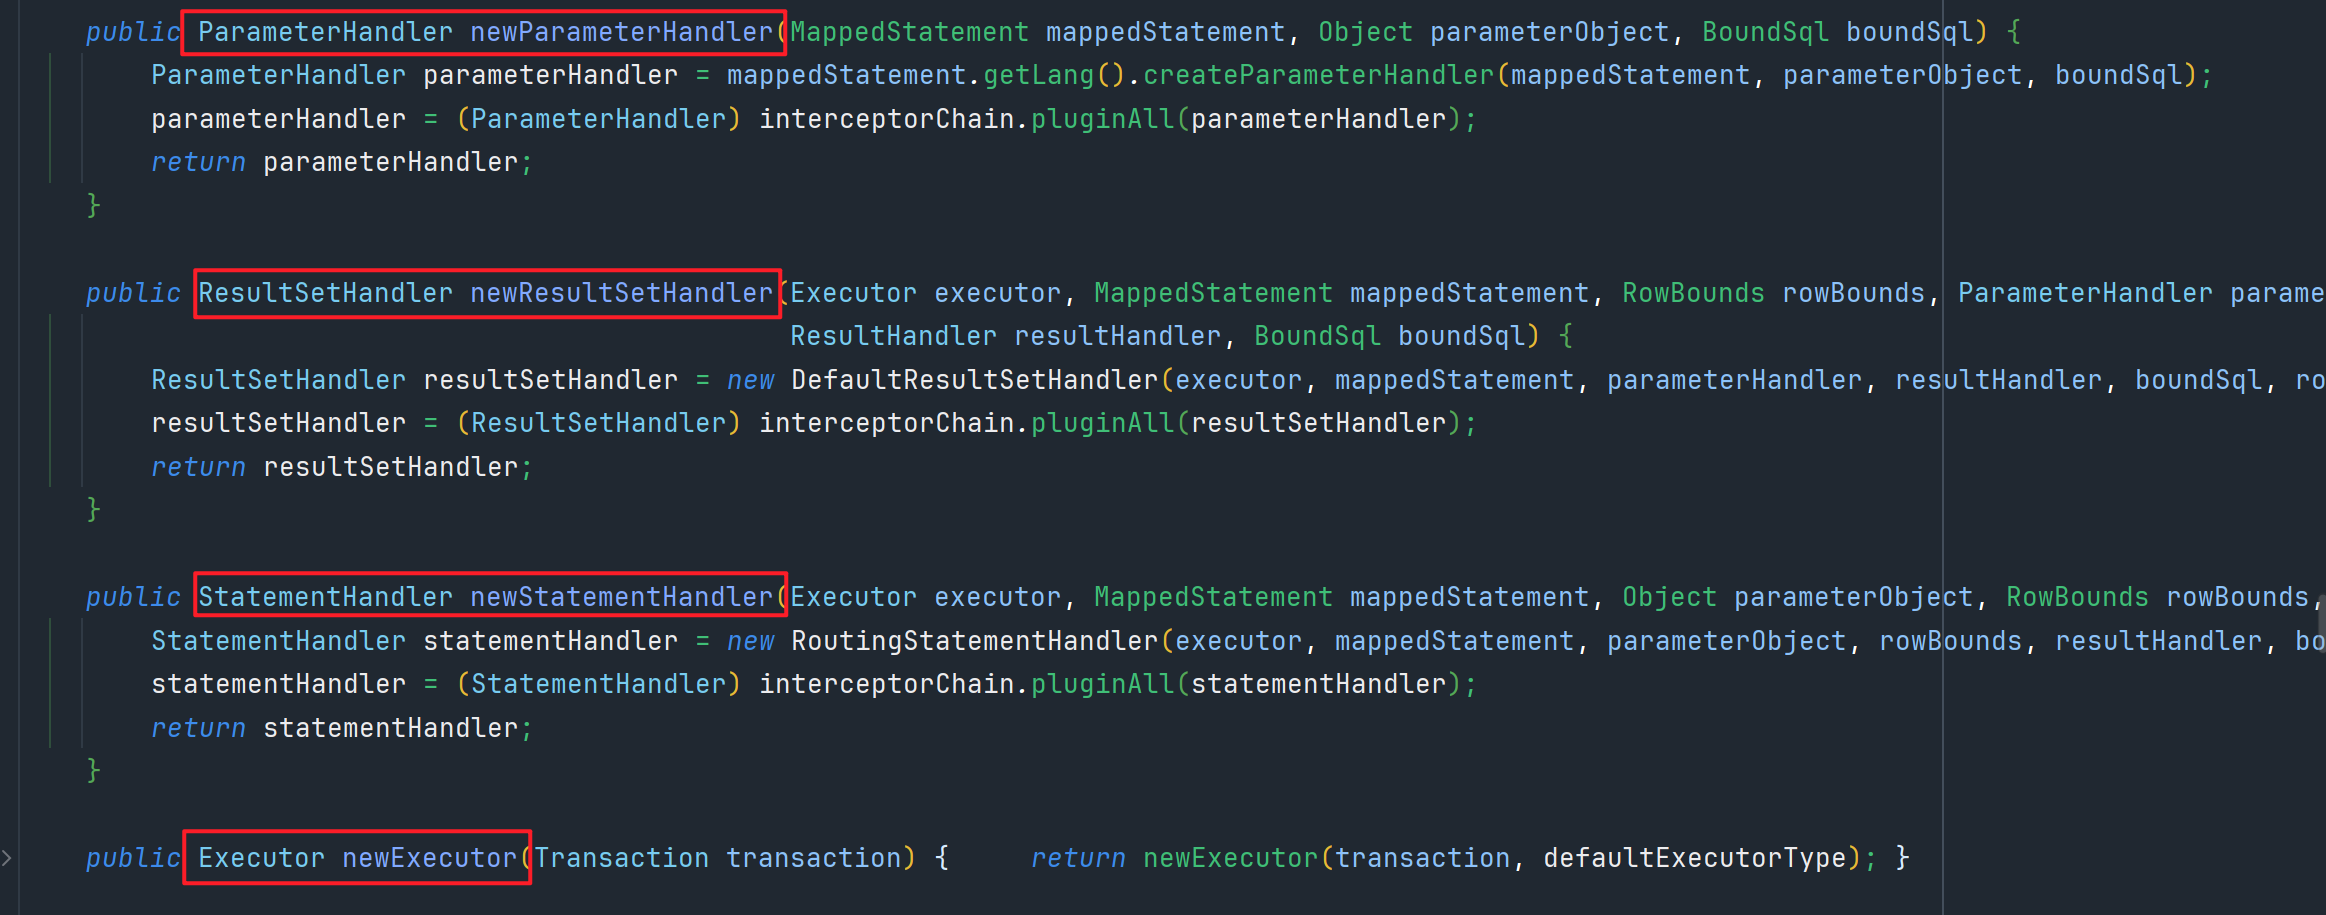 public ParameterHandler newParameterHandler(MappedStatement mappedStatement, Object parameterObject, BoundSql boundSql) {
ParameterHandler parameterHandler = mappedStatement.getLang().createParameterHandler(mappedStatement, parameterObject, boundSql);
parameterHandler = (ParameterHandler) interceptorChain.pluginAll(parameterHandler);
return parameterHandler;
}
public ResultSetHandler newResultSetHandler(Executor executor, MappedStatement mappedStatement, RowBounds rowBounds, ParameterHandler parame
ResultHandler resultHandler, BoundSql boundSql) {
ResultSetHandler resultSetHandler = new DefaultResultSetHandler(executor, mappedStatement, parameterHandler, resultHandler, boundSql, ro
resultSetHandler = (ResultSetHandler) interceptorChain.pluginAll(resultSetHandler);
return resultSetHandler;
}
public StatementHandler newStatementHandler(Executor executor, MappedStatement mappedStatement, Object parameterObject, RowBounds rowBounds,
StatementHandler statementHandler = new RoutingStatementHandler(executor, mappedStatement, parameterObject, rowBounds, resultHandler, bo
statementHandler = (StatementHandler) interceptorChain.pluginAll(statementHandler);
return statementHandler;
}
public Executor newExecutor(Transaction transaction) { return newExecutor(transaction, defaultExecutorType); }